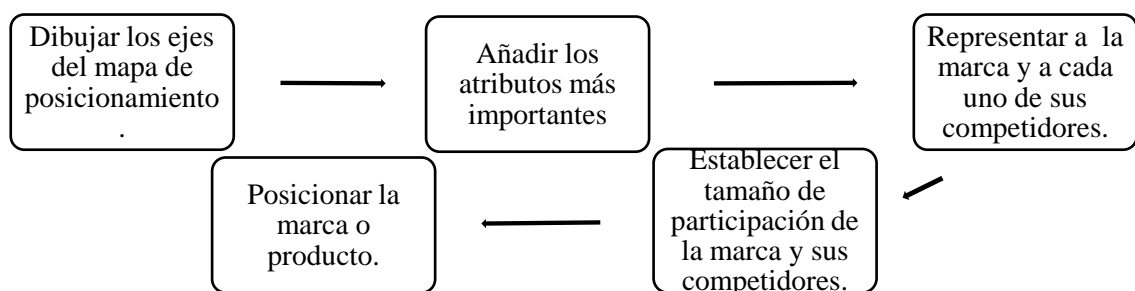 Dibujar los ejes
del mapa de
posicionamiento
.
Añadir los
atributos más
importantes
Representar a la
marca y a cada
uno de sus
competidores.
Establecer el
tamaño de
participación de
la marca y sus
competidores.
Posicionar la
marca o
producto.